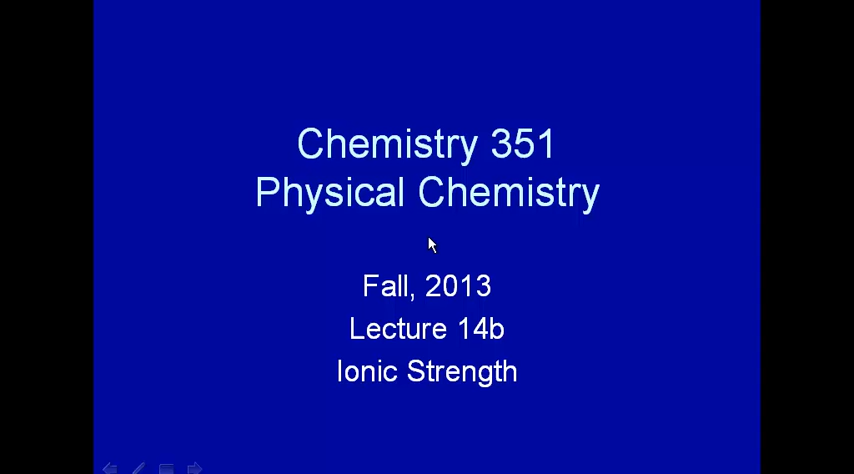 Chemistry 351
Physical Chemistry
Fall, 2013
Lecture 14b
Ionic Strength